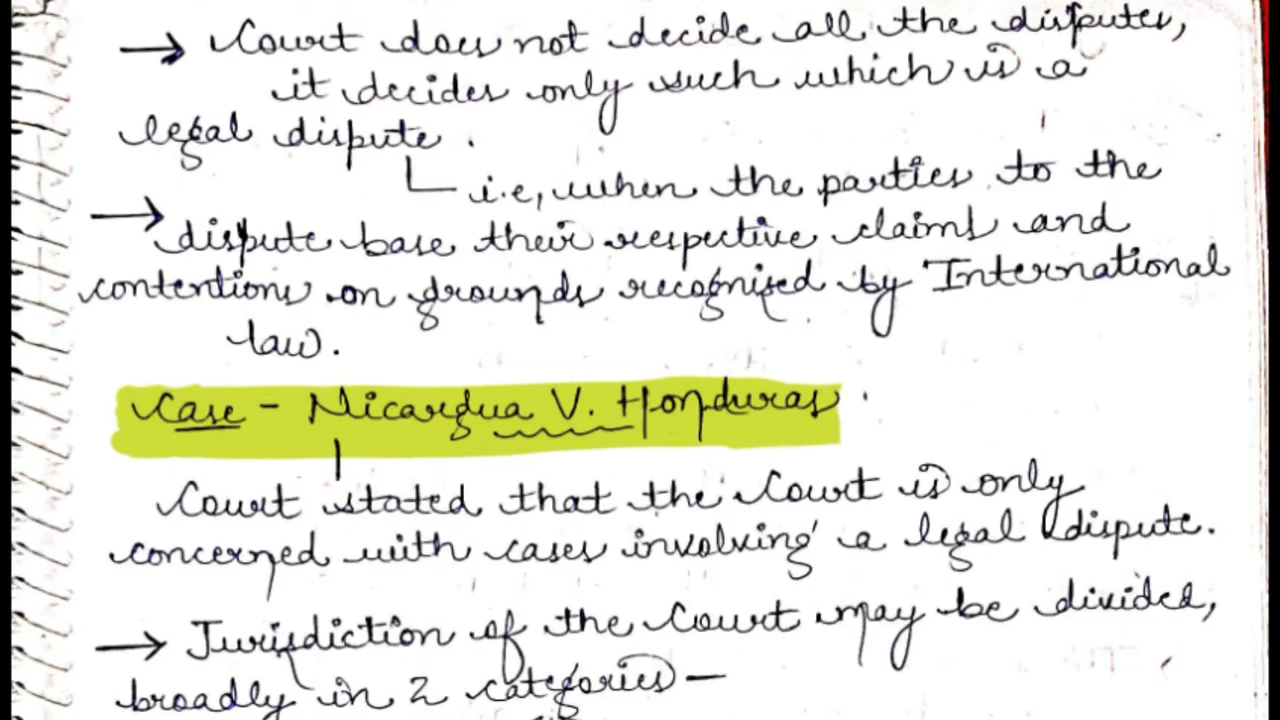 → Court does not decide all the disputes,
it decides only such which is a
legal dispute.
i.e, when the parties to the
→ dispute base their respective claims and
contentions on grounds recognised by International
law.
Case - Nicardgua V. Honduras.
Court stated that the Court is only
concerned with cases involving a legal dispute.
→ Jurisdiction of the Court may be divided,
broadly in 2 categories -